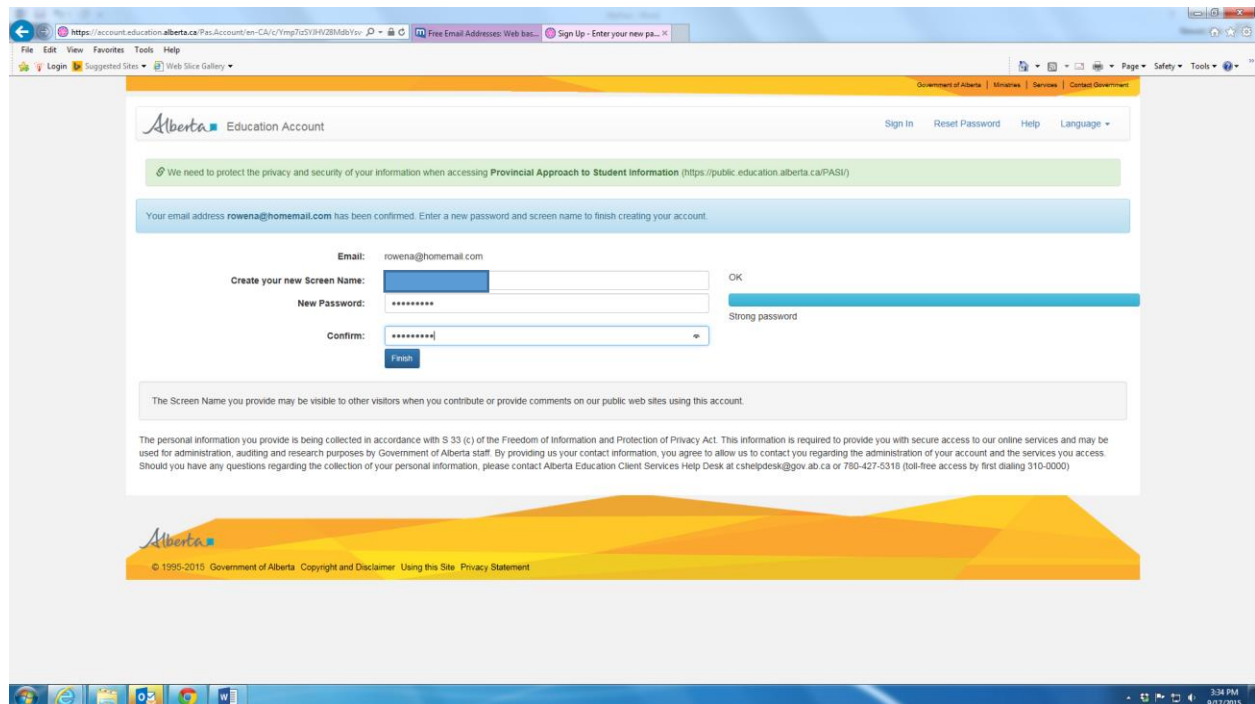 https://account.education.alberta.ca/Pas.Account/en-CA/c/
Free Email Addresses: Web bas...
Sign Up - Enter your new pa...
File Edit View Favorites Tools Help
Login Suggested Sites Web Slice Gallery
Page Safety Tools
Government of Alberta | Ministries | Services | Contact Government
Alberta Education Account Sign In Reset Password Help Language
We need to protect the privacy and security of your information when accessing Provincial Approach to Student Information (https://public.education.alberta.ca/PASI/)
Your email address rowena@homemail.com has been confirmed. Enter a new password and screen name to finish creating your account.
Email: rowena@homemail.com
Create your new Screen Name: OK
New Password: •••••••••
Strong password
Confirm: •••••••••
Finish
The Screen Name you provide may be visible to other visitors when you contribute or provide comments on our public web sites using this account.
The personal information you provide is being collected in accordance with S 33 (c) of the Freedom of Information and Protection of Privacy Act. This information is required to provide you with secure access to our online services and may be
used for administration, auditing and research purposes by Government of Alberta staff. By providing us your contact information, you agree to allow us to contact you regarding the administration of your account and the services you access.
Should you have any questions regarding the collection of your personal information, please contact Alberta Education Client Services Help Desk at cshelpdesk@gov.ab.ca or 780-427-5318 (toll-free access by first dialing 310-0000)
Alberta
© 1995-2015 Government of Alberta Copyright and Disclaimer Using this Site Privacy Statement
3:34 PM
9/17/2015